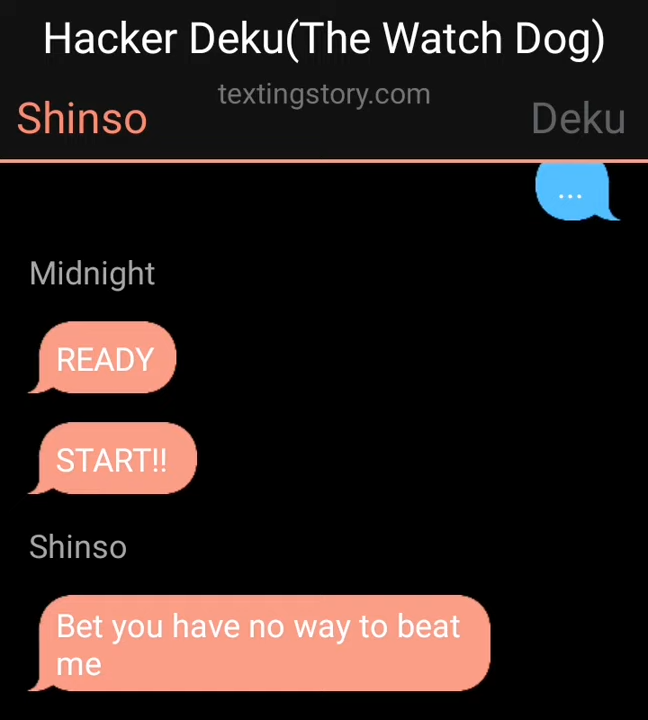 Hacker Deku(The Watch Dog)
textingstory.com
Shinso
Deku
...
Midnight
READY
START!!
Shinso
Bet you have no way to beat
me